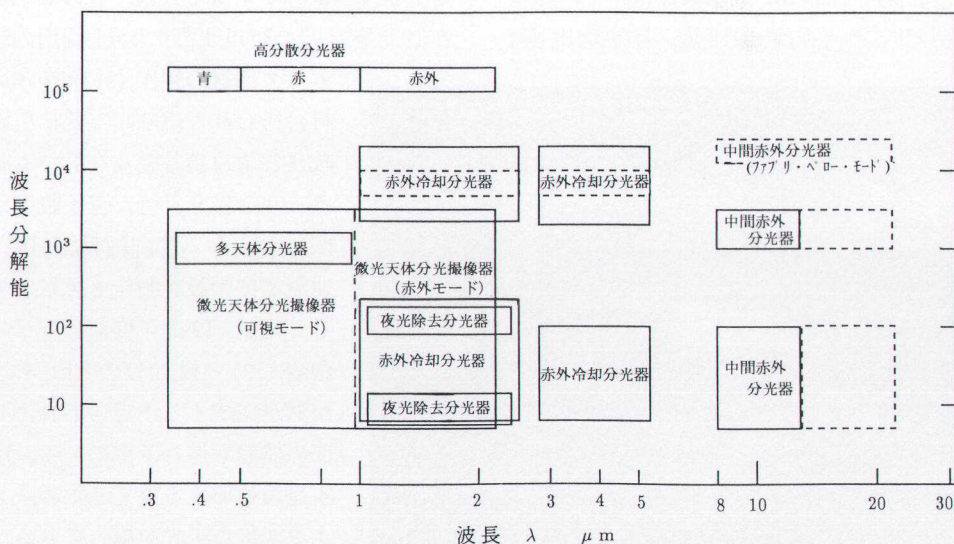 高分散分光器
青 赤 赤外
10⁵
10⁴
10³
10²
10
波長分解能
赤外冷却分光器
赤外冷却分光器
中間赤外分光器
(ファブリ・ペロー・モード)
中間赤外
分光器
多天体分光器
微光天体分光撮像器
(赤外モード)
微光天体分光撮像器
(可視モード)
夜光除去分光器
赤外冷却分光器
夜光除去分光器
赤外冷却分光器
中間赤外
分光器
.3 .4 .5 1 2 3 4 5 8 10 20 30
波長 λ μm